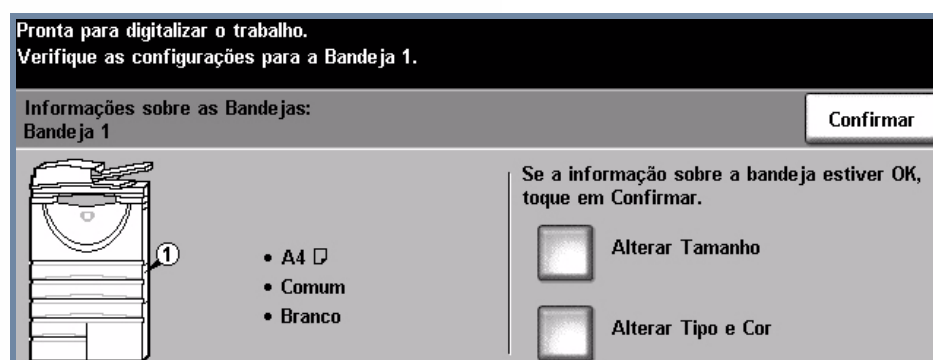 Pronta para digitalizar o trabalho.
Verifique as configurações para a Bandeja 1.
Informações sobre as Bandejas:
Bandeja 1
Confirmar
1
• A4
• Comum
• Branco
Se a informação sobre a bandeja estiver OK,
toque em Confirmar.
Alterar Tamanho
Alterar Tipo e Cor